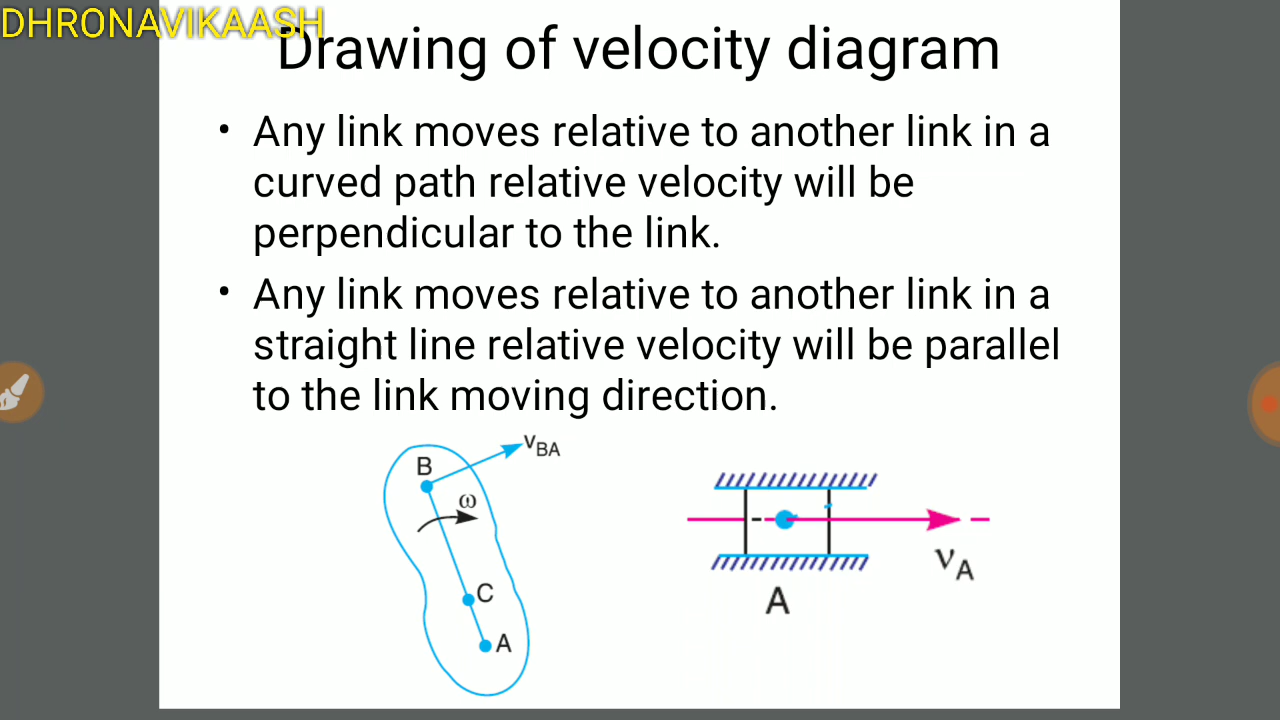 DHRONAVIKAASH
Drawing of velocity diagram
• Any link moves relative to another link in a
curved path relative velocity will be
perpendicular to the link.
• Any link moves relative to another link in a
straight line relative velocity will be parallel
to the link moving direction.
vBA
B
ω
C
A
νA
A